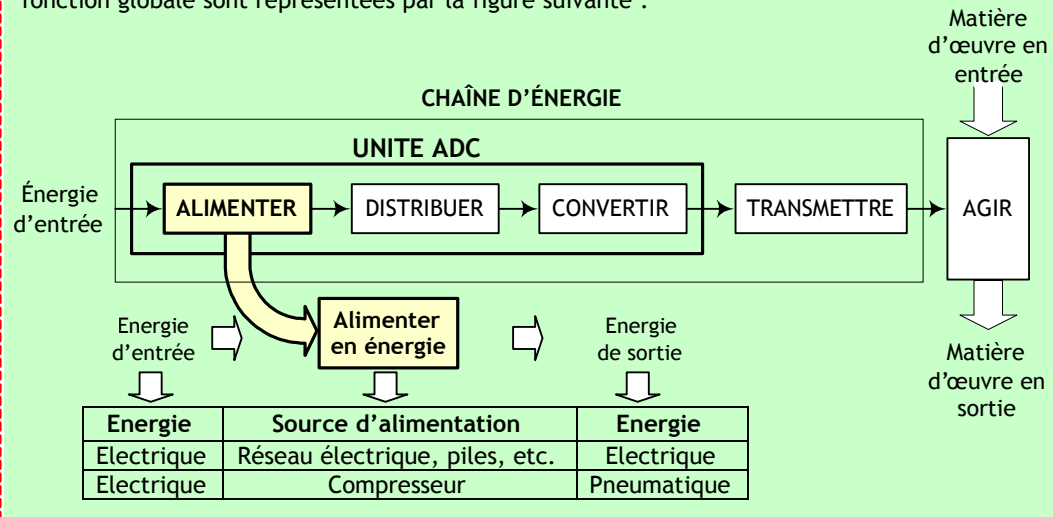 fonction globale sont représentées par la figure suivante :
Matière
d'œuvre en
entrée
CHAÎNE D'ÉNERGIE
UNITE ADC
Énergie
d'entrée
ALIMENTER
DISTRIBUER
CONVERTIR
TRANSMETTRE
AGIR
Energie
d'entrée
Alimenter
en énergie
Energie
de sortie
Matière
d'œuvre en
sortie
Energie Source d'alimentation Energie
Electrique Réseau électrique, piles, etc. Electrique
Electrique Compresseur Pneumatique